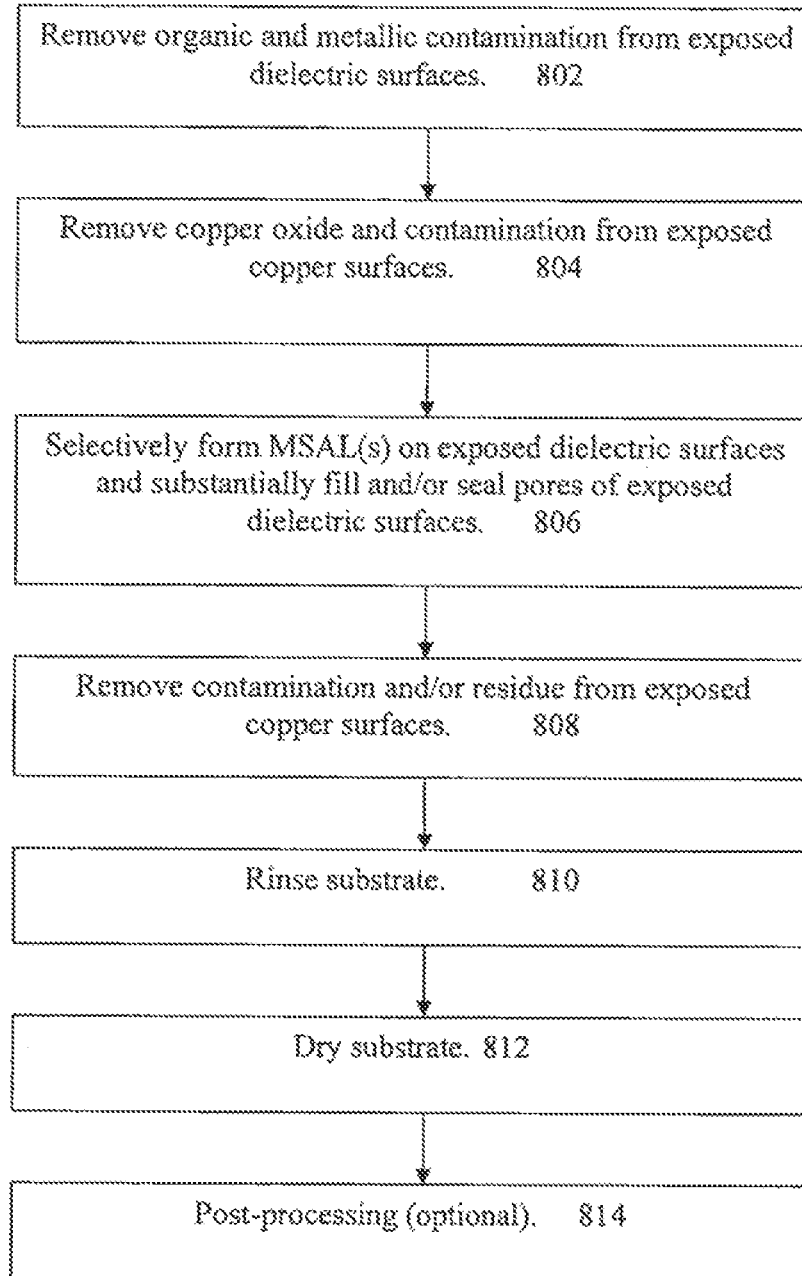 Remove organic and metallic contamination from exposed
dielectric surfaces. 802
Remove copper oxide and contamination from exposed
copper surfaces. 804
Selectively form MSAL(s) on exposed dielectric surfaces
and substantially fill and/or seal pores of exposed
dielectric surfaces. 806
Remove contamination and/or residue from exposed
copper surfaces. 808
Rinse substrate. 810
Dry substrate. 812
Post-processing (optional). 814